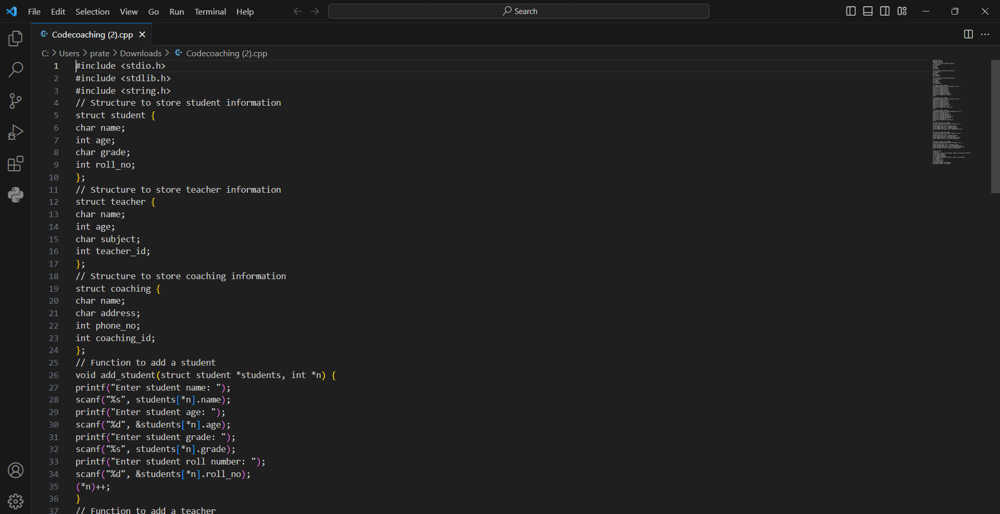 File Edit Selection View Go Run Terminal Help Search
Codecoaching (2).cpp
C: > Users > prate > Downloads > Codecoaching (2).cpp
1 #include <stdio.h>
2 #include <stdlib.h>
3 #include <string.h>
4 // Structure to store student information
5 struct student {
6 char name;
7 int age;
8 char grade;
9 int roll_no;
10 };
11 // Structure to store teacher information
12 struct teacher {
13 char name;
14 int age;
15 char subject;
16 int teacher_id;
17 };
18 // Structure to store coaching information
19 struct coaching {
20 char name;
21 char address;
22 int phone_no;
23 int coaching_id;
24 };
25 // Function to add a student
26 void add_student(struct student *students, int *n) {
27 printf("Enter student name: ");
28 scanf("%s", students[*n].name);
29 printf("Enter student age: ");
30 scanf("%d", &students[*n].age);
31 printf("Enter student grade: ");
32 scanf("%s", students[*n].grade);
33 printf("Enter student roll number: ");
34 scanf("%d", &students[*n].roll_no);
35 (*n)++;
36 }
37 // Function to add a teacher